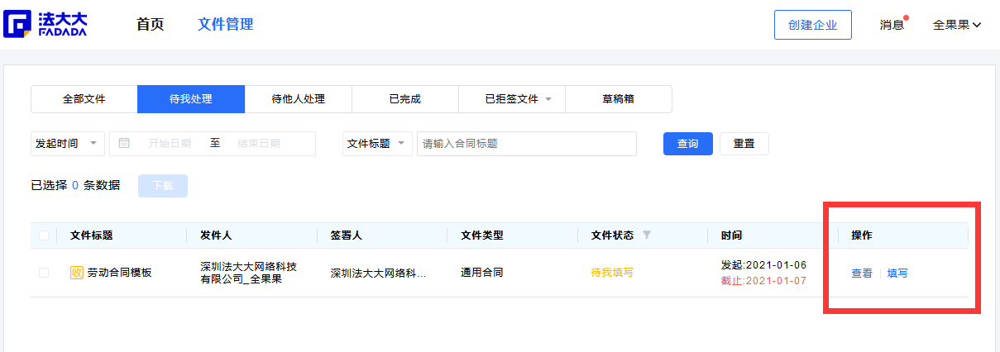 法大大
FADADA
首页 文件管理 创建企业 消息 全果果
全部文件 待我处理 待他人处理 已完成 已拒签文件 草稿箱
发起时间 开始日期 至 结束日期 文件标题 请输入合同标题 查询 重置
已选择 0 条数据 下载
文件标题 发件人 签署人 文件类型 文件状态 时间 操作
收 劳动合同模板 深圳法大大网络科技 深圳法大大网络科... 通用合同 待我填写 发起:2021-01-06 查看 填写
有限公司_全果果 截止:2021-01-07